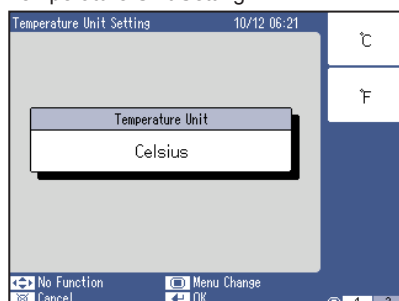 Temperature Unit Setting 10/12 06:21
℃
℉
Temperature Unit
Celsius
No Function Menu Change
Cancel OK